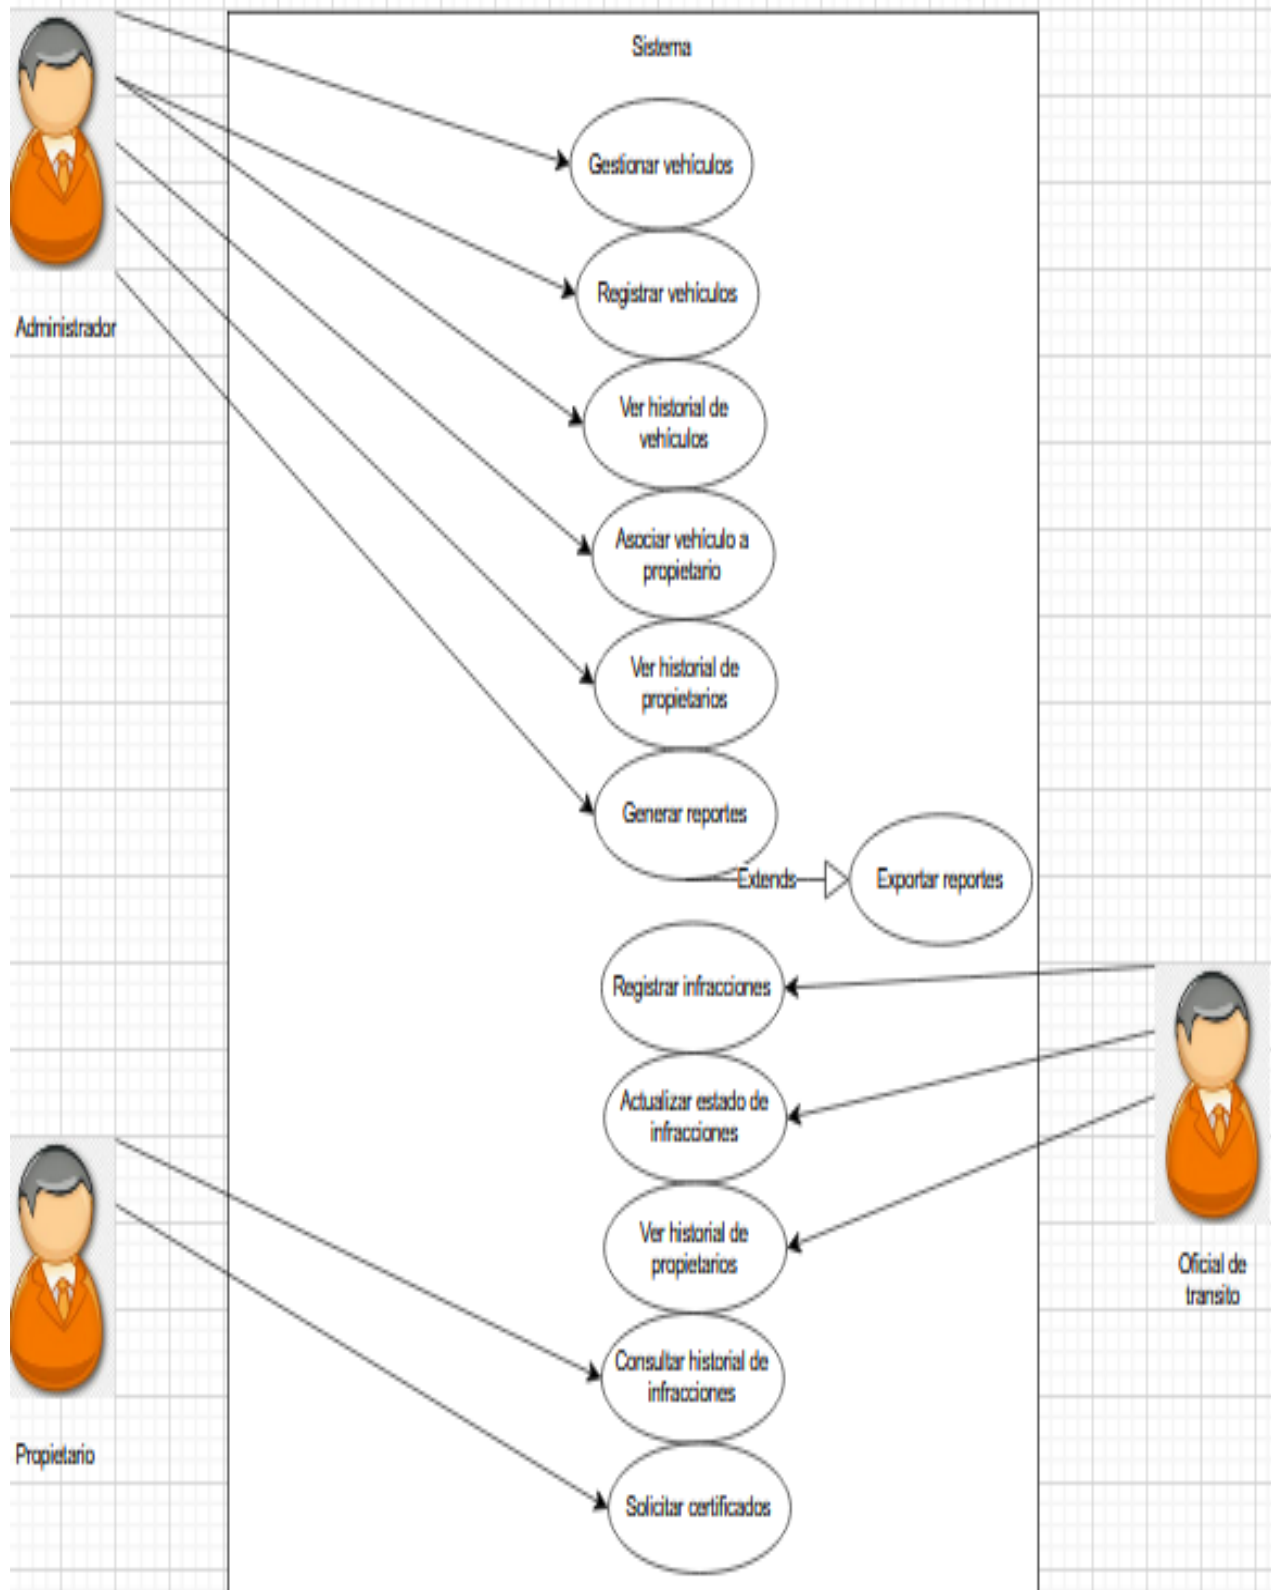 Sistema
Gestionar vehículos
Registrar vehículos
Administrador
Ver historial de
vehículos
Asociar vehículo a
propietario
Ver historial de
propietarios
Generar reportes
Extends
Exportar reportes
Registrar infracciones
Actualizar estado de
infracciones
Ver historial de
propietarios
Oficial de
transito
Consultar historial de
infracciones
Propietario
Solicitar certificados